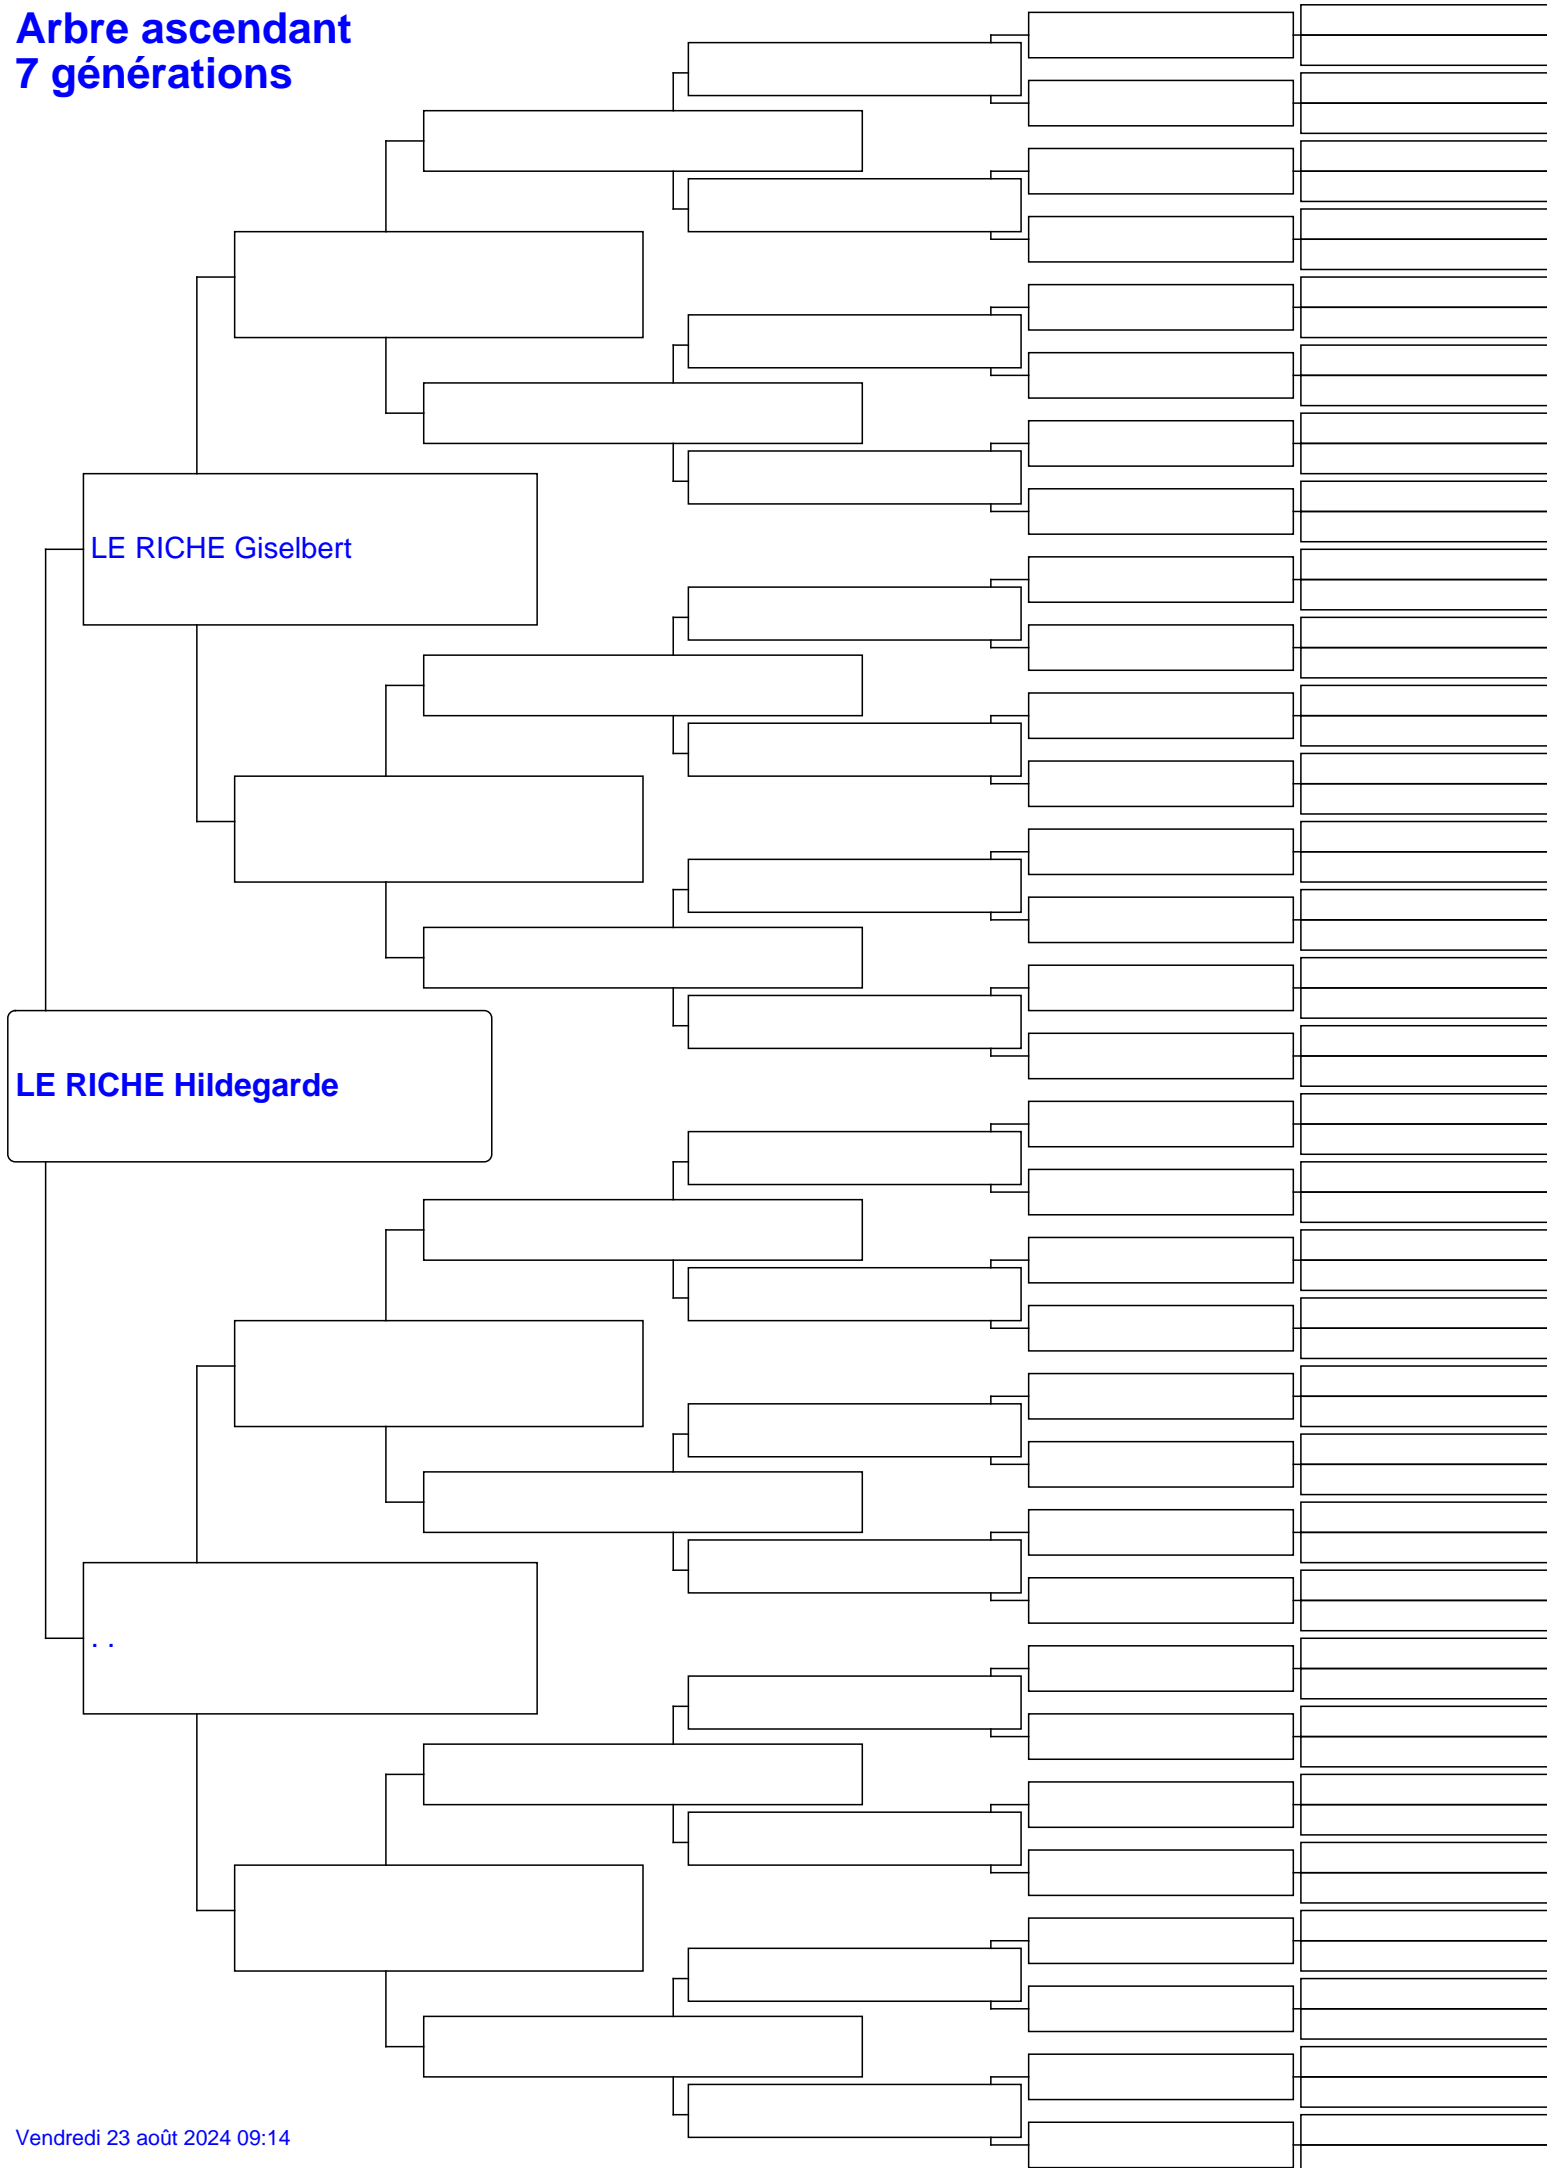 Arbre ascendant
7 générations
LE RICHE Giselbert
LE RICHE Hildegarde
. .
Vendredi 23 août 2024 09:14